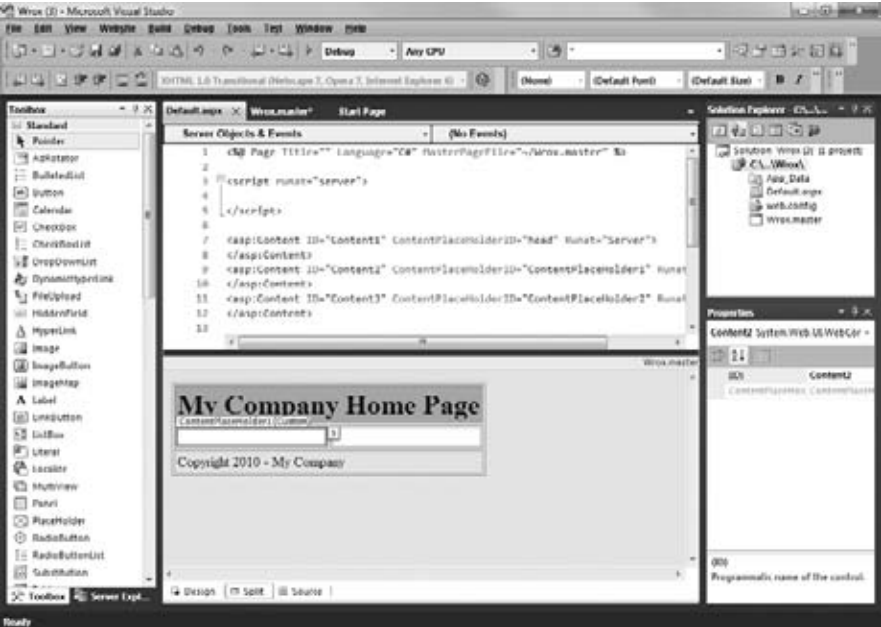 Wrox (3) - Microsoft Visual Studio
File Edit View Website Build Debug Tools Test Window Help
Debug Any CPU
XHTML 1.0 Transitional (Netscape 7, Opera 7, Internet Explorer 6) (None) (Default Font) (Default Size) B I
Toolbox
Standard
Pointer
AdRotator
BulletedList
Button
Calendar
CheckBox
CheckBoxList
DropDownList
DynamicHyperLink
FileUpload
HiddenField
HyperLink
Image
ImageButton
ImageMap
A Label
LinkButton
ListBox
Literal
Localize
MultiView
Panel
PlaceHolder
RadioButton
RadioButtonList
Substitution
Toolbox Server Expl...
Default.aspx Wrox.master* Start Page
Server Objects & Events (No Events)
1 <%@ Page Title="" Language="C#" MasterPageFile="~/Wrox.master" %>
2
3 <script runat="server">
4
5 </script>
6
7 <asp:Content ID="Content1" ContentPlaceHolderID="head" Runat="Server">
8 </asp:Content>
9 <asp:Content ID="Content2" ContentPlaceHolderID="ContentPlaceHolder1" Runat
10 </asp:Content>
11 <asp:Content ID="Content3" ContentPlaceHolderID="ContentPlaceHolder2" Runat
12 </asp:Content>
13
Wrox.master
My Company Home Page
ContentPlaceHolder1 (Custom)
Copyright 2010 - My Company
Design Split Source
Solution Explorer - C:\...\...
Solution 'Wrox (3)' (1 project)
C:\...\Wrox\
App_Data
Default.aspx
web.config
Wrox.master
Properties
Content2 System.Web.UI.WebCor
(ID) Content2
ContentPlaceHol ContentPlaceHo
(ID)
Programmatic name of the control.
Ready